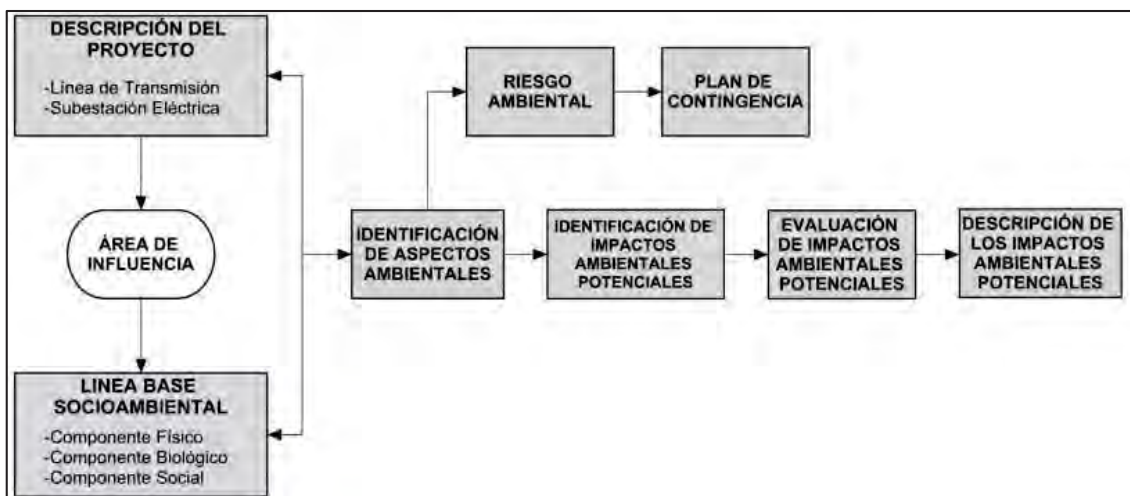 DESCRIPCIÓN DEL
PROYECTO
-Línea de Transmisión
-Subestación Eléctrica
ÁREA DE
INFLUENCIA
LINEA BASE
SOCIOAMBIENTAL
-Componente Físico
-Componente Biológico
-Componente Social
IDENTIFICACIÓN
DE ASPECTOS
AMBIENTALES
RIESGO
AMBIENTAL
PLAN DE
CONTINGENCIA
IDENTIFICACIÓN DE
IMPACTOS
AMBIENTALES
POTENCIALES
EVALUACIÓN
DE IMPACTOS
AMBIENTALES
POTENCIALES
DESCRIPCIÓN DE
LOS IMPACTOS
AMBIENTALES
POTENCIALES